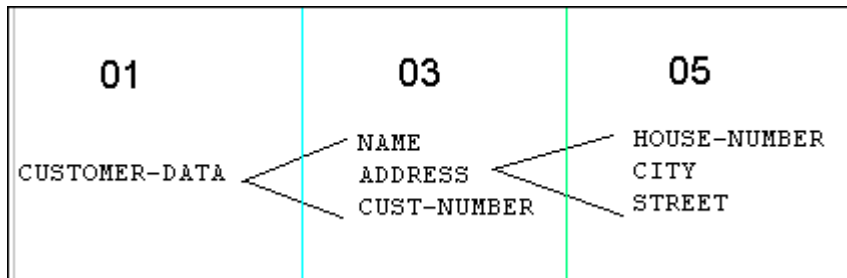 01 03 05
NAME HOUSE-NUMBER
CUSTOMER-DATA ADDRESS CITY
CUST-NUMBER STREET